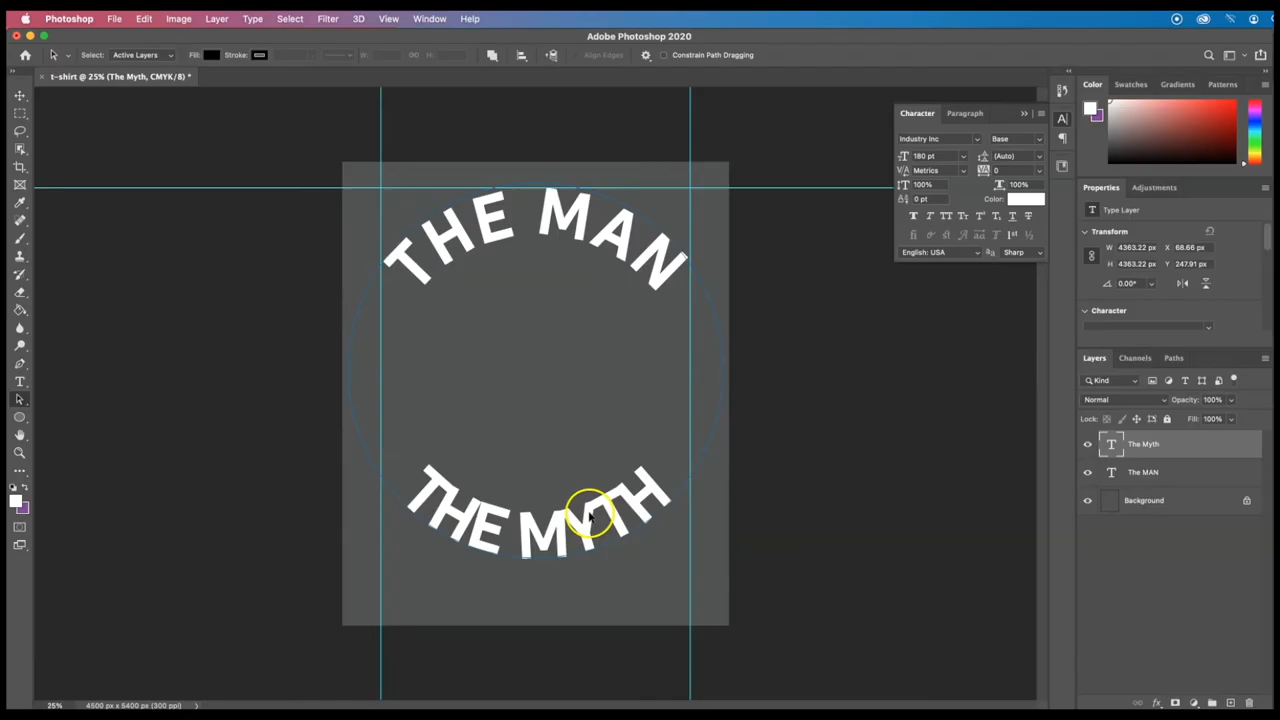 Photoshop File Edit Image Layer Type Select Filter 3D View Window Help
Adobe Photoshop 2020
Select: Active Layers Fill: Stroke: W: H: Align Edges Constrain Path Dragging
t-shirt @ 25% (The Myth, CMYK/8) *
THE MAN
THE MYTH
Character Paragraph
Industry Inc Base
180 pt (Auto)
Metrics 0
100% 100%
0 pt Color:
English: USA Sharp
Color Swatches Gradients Patterns
Properties Adjustments
Type Layer
Transform
W 4363.22 px X 68.66 px
H 4363.22 px Y 247.91 px
0.00°
Character
Layers Channels Paths
Kind
Normal Opacity: 100%
Lock: Fill: 100%
The Myth
The MAN
Background
25% 4500 px x 5400 px (300 ppi)